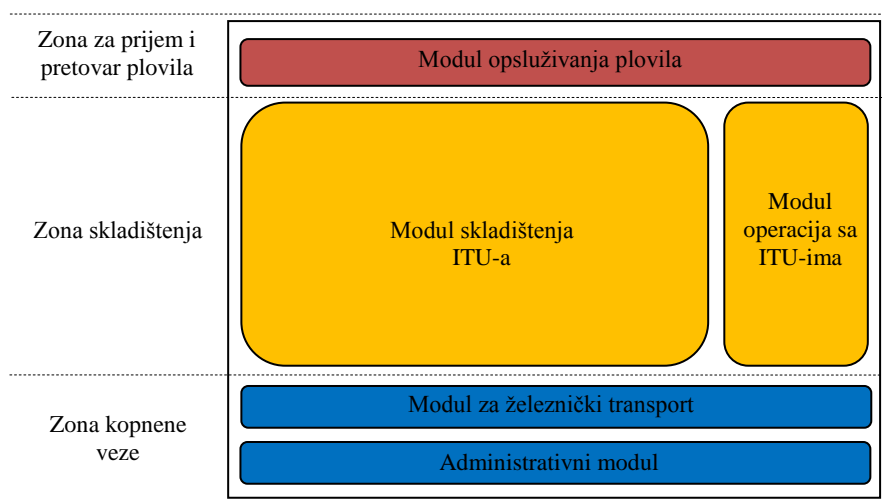 Zona za prijem i
pretovar plovila
Modul opsluživanja plovila
Zona skladištenja
Modul skladištenja
ITU-a
Modul
operacija sa
ITU-ima
Zona kopnene
veze
Modul za železnički transport
Administrativni modul